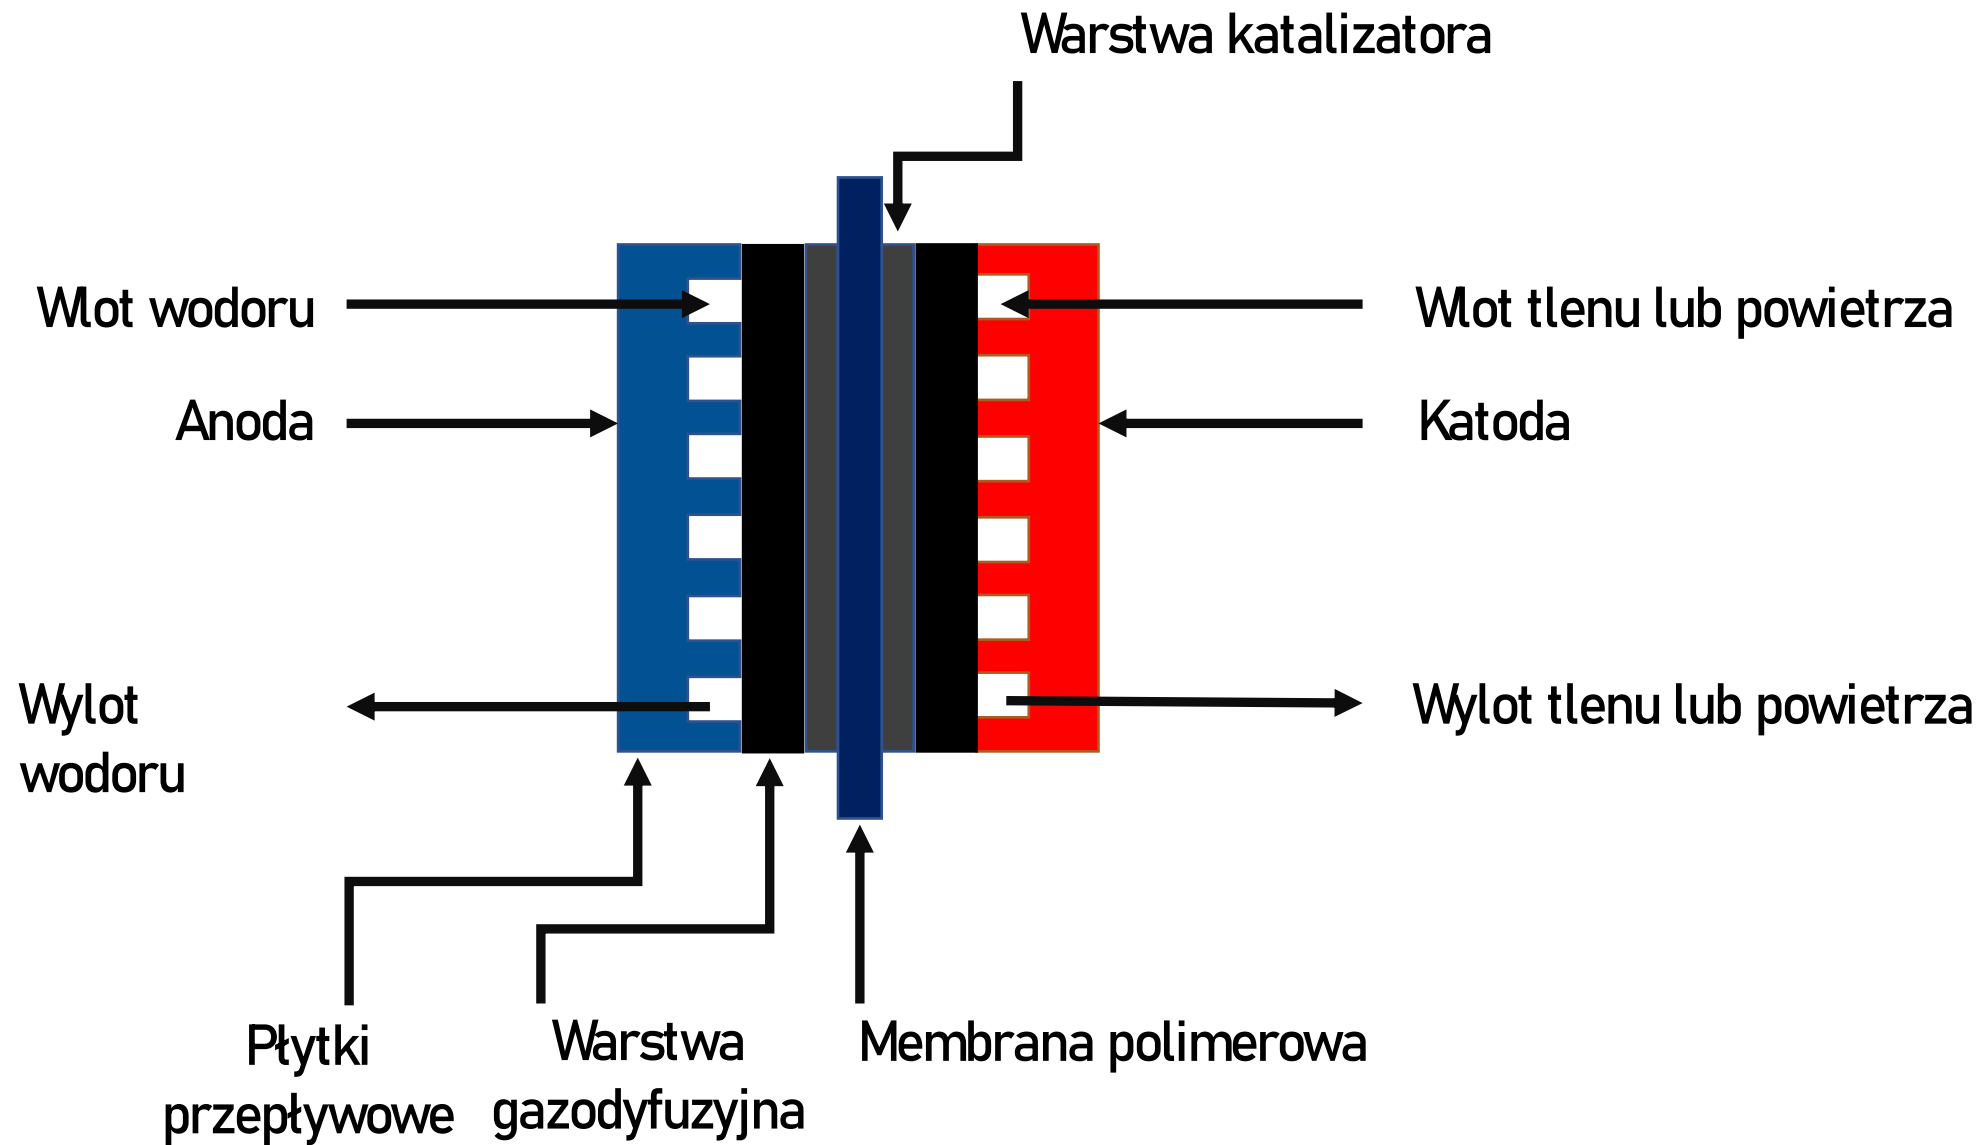 Warstwa katalizatora
Wlot wodoru
Wlot tlenu lub powietrza
Anoda
Katoda
Wylot
wodoru
Wylot tlenu lub powietrza
Płytki
przepływowe
Warstwa
gazodyfuzyjna
Membrana polimerowa